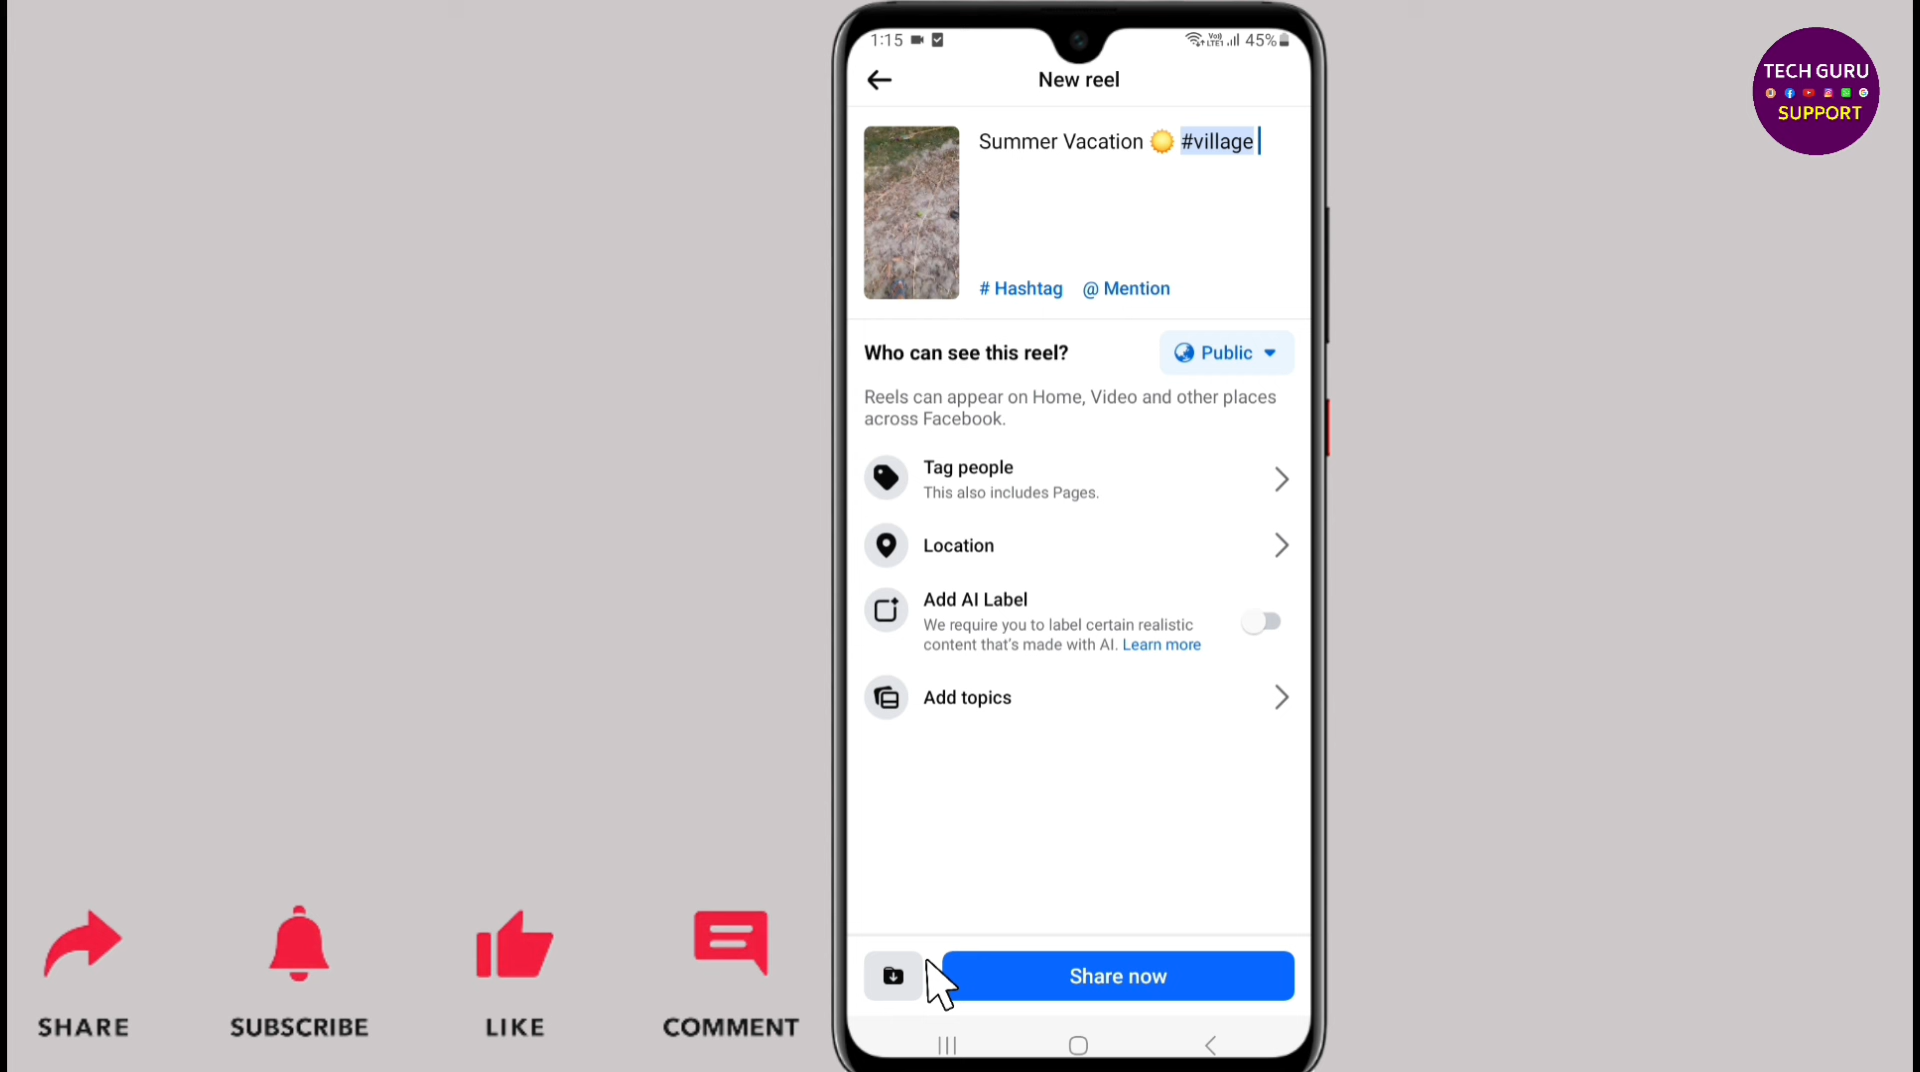 1:15
45%
New reel
TECH GURU
SUPPORT
Summer Vacation ☀️ #village
# Hashtag @ Mention
Who can see this reel? Public
Reels can appear on Home, Video and other places
across Facebook.
Tag people
This also includes Pages.
Location
Add AI Label
We require you to label certain realistic
content that's made with AI. Learn more
Add topics
Share now
SHARE SUBSCRIBE LIKE COMMENT